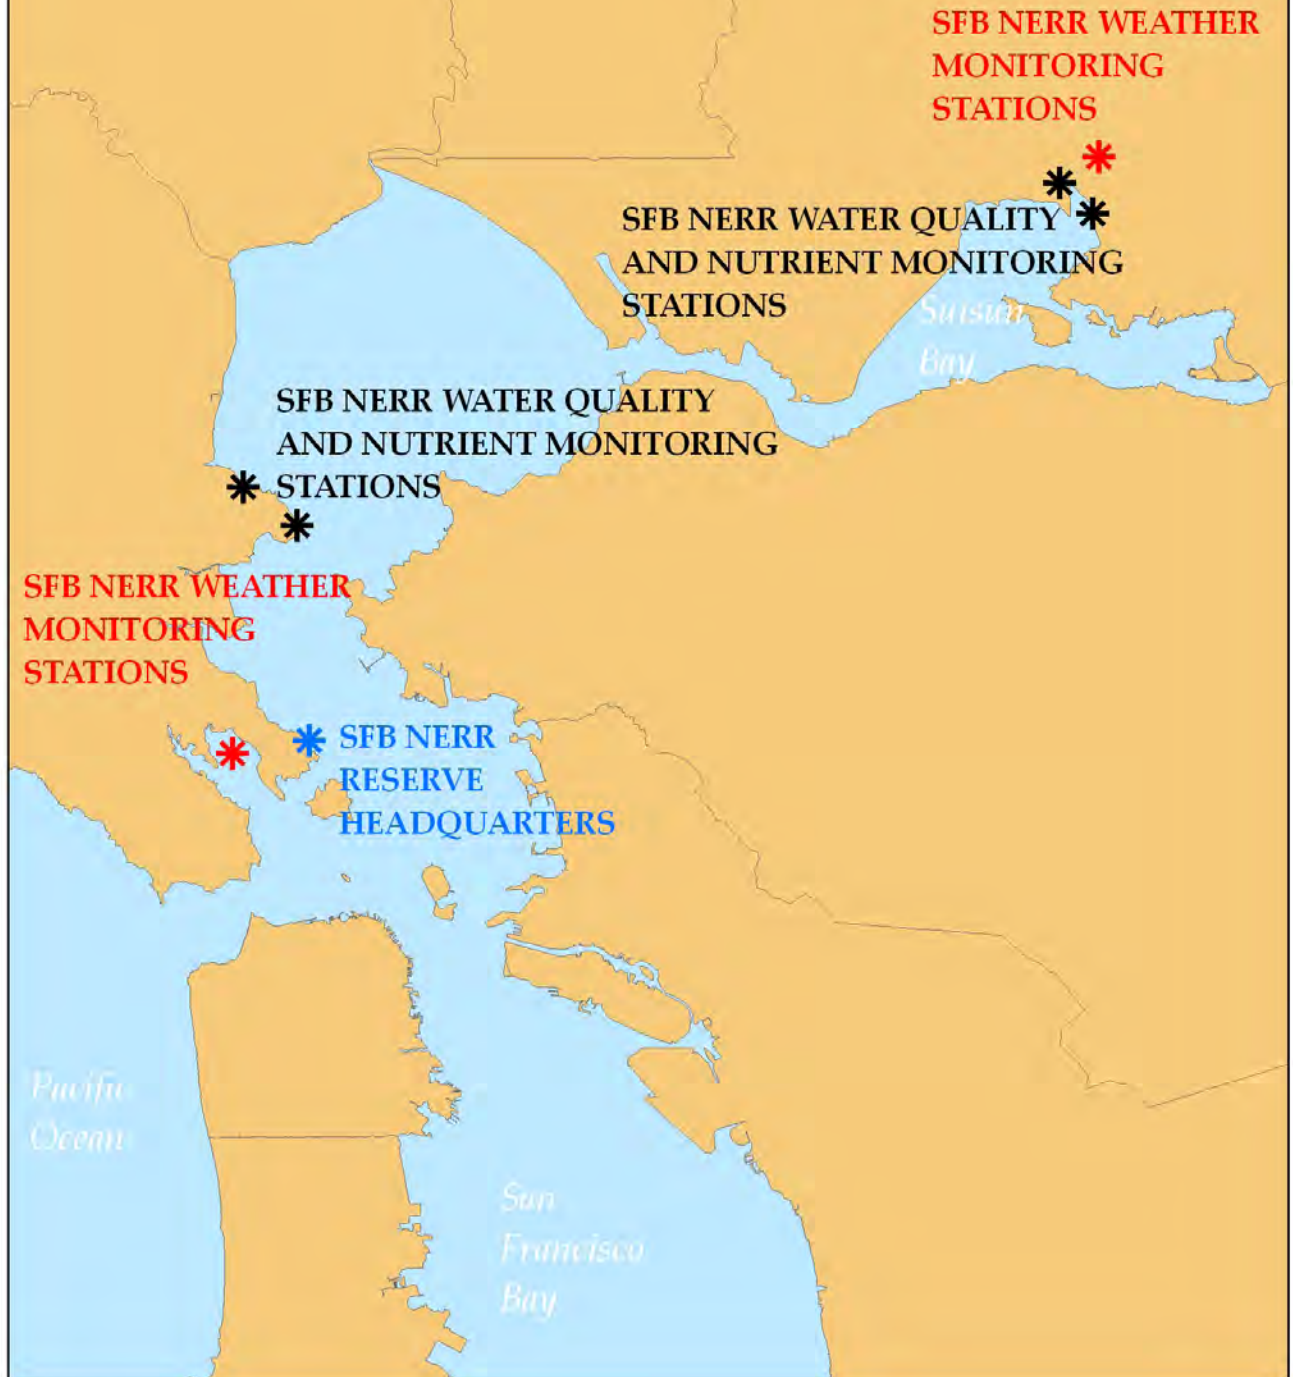 SFB NERR WEATHER
MONITORING
STATIONS
SFB NERR WATER QUALITY
AND NUTRIENT MONITORING
STATIONS
Suisun
Bay
SFB NERR WATER QUALITY
AND NUTRIENT MONITORING
STATIONS
SFB NERR WEATHER
MONITORING
STATIONS
SFB NERR
RESERVE
HEADQUARTERS
Pacific
Ocean
San
Francisco
Bay